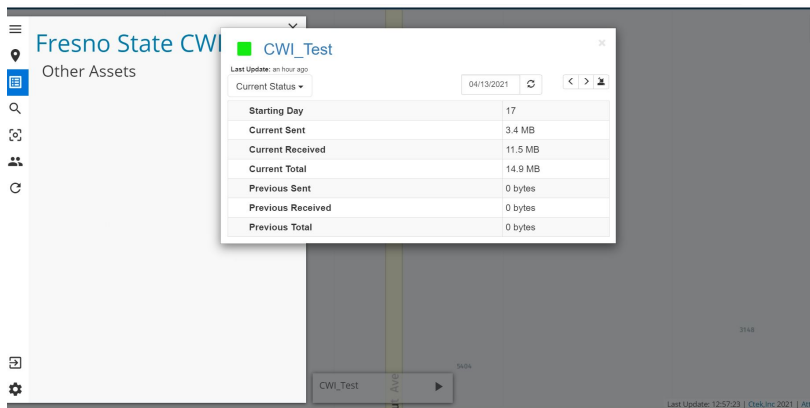 Fresno State CWI
Other Assets
CWI_Test
Last Update: an hour ago
Current Status
04/13/2021
Starting Day 17
Current Sent 3.4 MB
Current Received 11.5 MB
Current Total 14.9 MB
Previous Sent 0 bytes
Previous Received 0 bytes
Previous Total 0 bytes
CWI_Test
Ave
Last Update: 12:57:23 | Ctek,Inc 2021 |